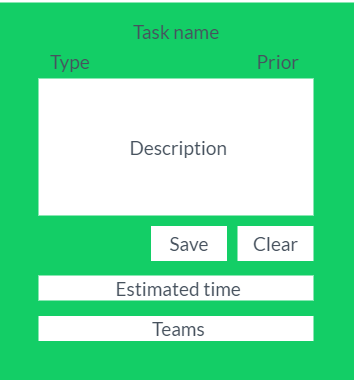 Task name
Type Prior
Description
Save Clear
Estimated time
Teams